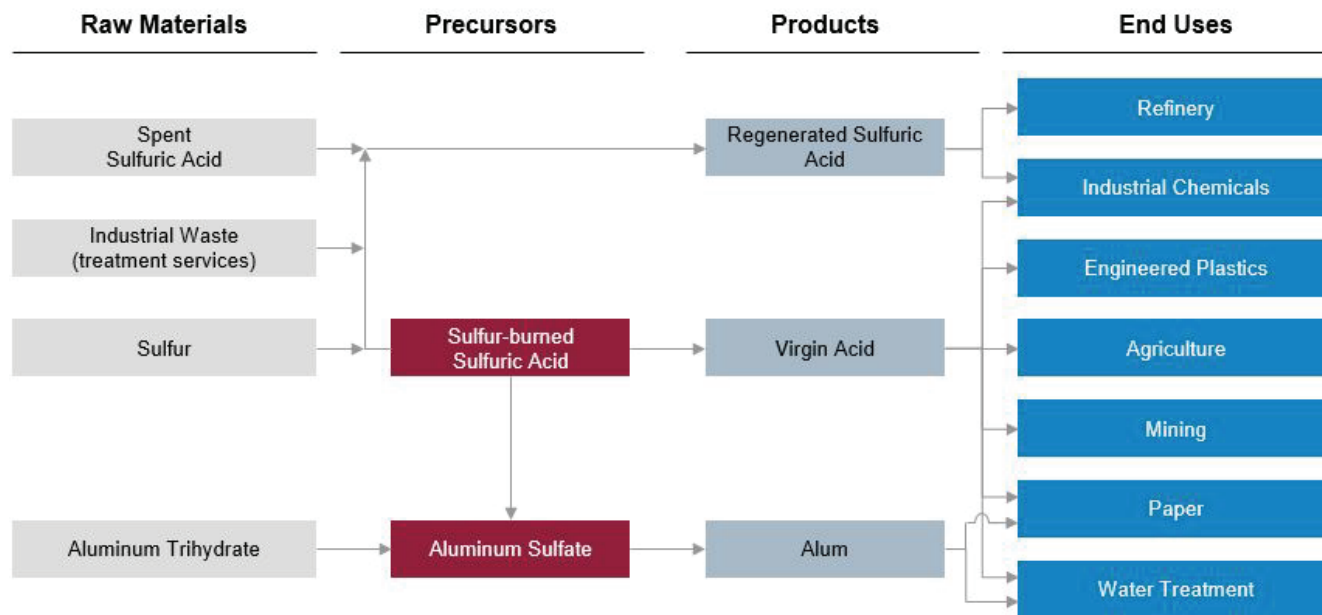 Raw Materials
Precursors
Products
End Uses
Spent
Sulfuric Acid
Regenerated Sulfuric
Acid
Refinery
Industrial Chemicals
Industrial Waste
(treatment services)
Engineered Plastics
Sulfur
Sulfur-burned
Sulfuric Acid
Virgin Acid
Agriculture
Mining
Paper
Aluminum Trihydrate
Aluminum Sulfate
Alum
Water Treatment